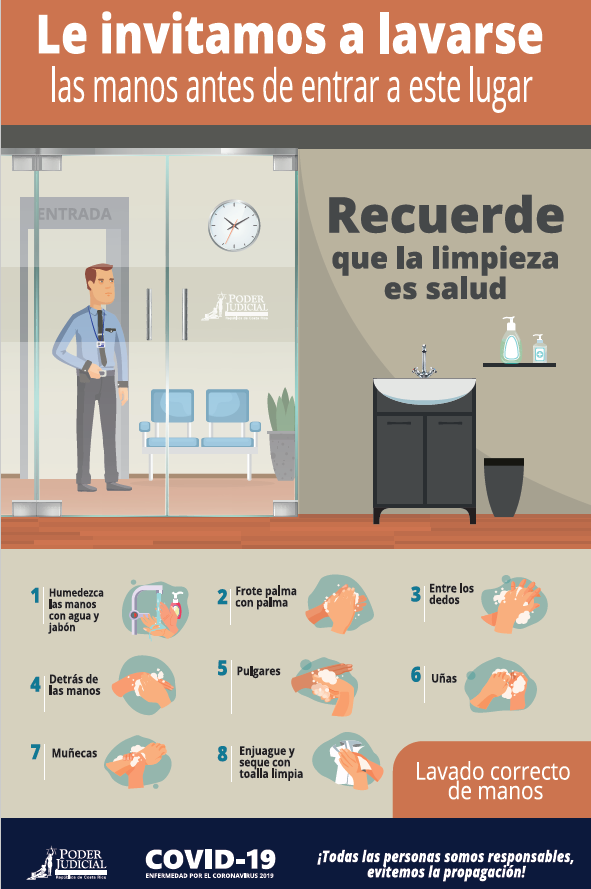 Le invitamos a lavarse
las manos antes de entrar a este lugar
ENTRADA
PODER
JUDICIAL
República de Costa Rica
Recuerde
que la limpieza
es salud
1 Humedezca
las manos
con agua y
jabón
2 Frote palma
con palma
3 Entre los
dedos
4 Detrás de
las manos
5 Pulgares
6 Uñas
7 Muñecas
8 Enjuague y
seque con
toalla limpia
Lavado correcto
de manos
PODER
JUDICIAL
República de Costa Rica
COVID-19
ENFERMEDAD POR EL CORONAVIRUS 2019
¡Todas las personas somos responsables,
evitemos la propagación!